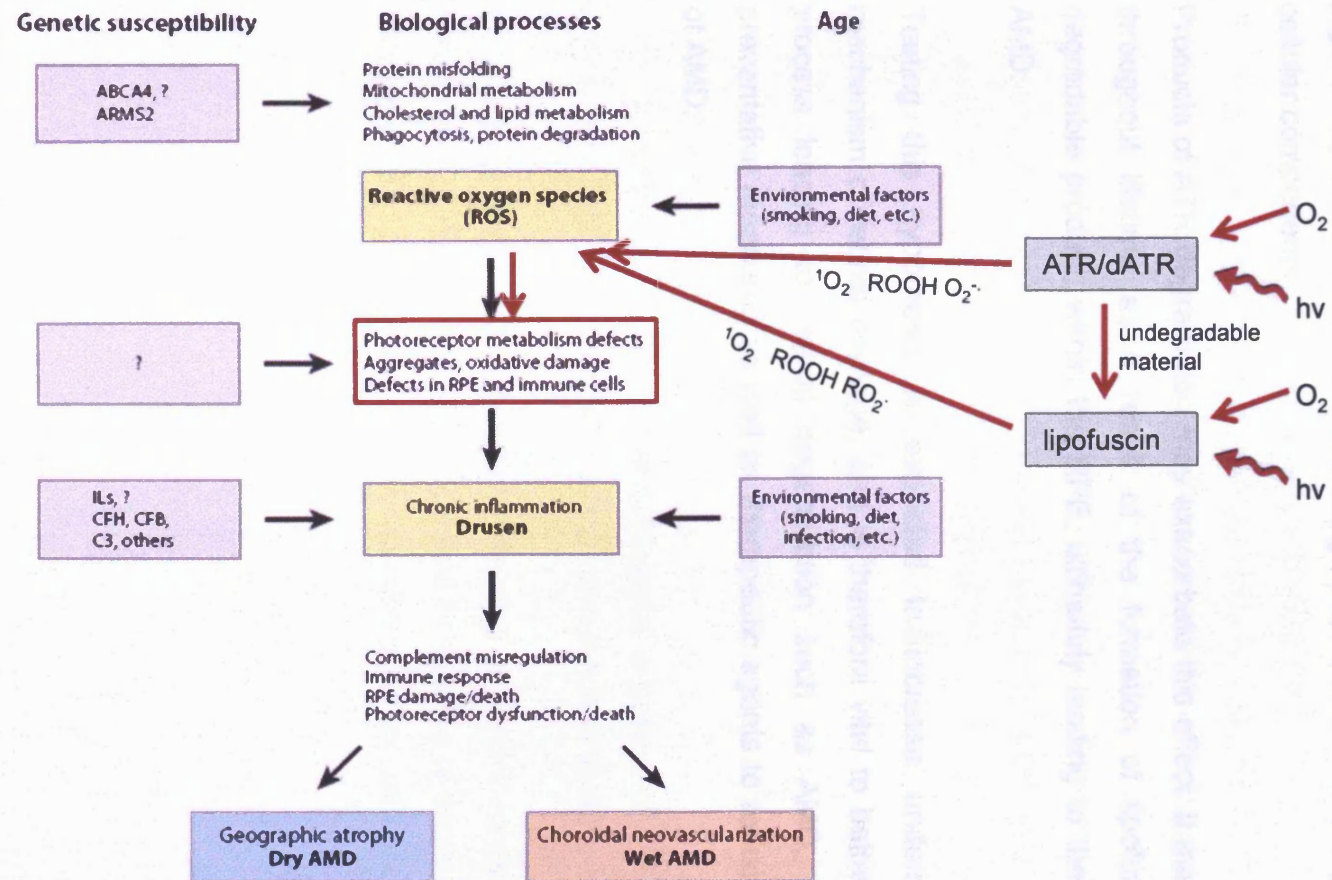 Genetic susceptibility
Biological processes
Age
ABCA4, ?
ARMS2
Protein misfolding
Mitochondrial metabolism
Cholesterol and lipid metabolism
Phagocytosis, protein degradation
Reactive oxygen species
(ROS)
Environmental factors
(smoking, diet, etc.)
O₂
ATR/dATR
hv
¹O₂ ROOH O₂⁻·
undegradable
material
?
Photoreceptor metabolism defects
Aggregates, oxidative damage
Defects in RPE and immune cells
¹O₂ ROOH RO₂·
O₂
lipofuscin
hv
ILs, ?
CFH, CFB,
C3, others
Chronic inflammation
Drusen
Environmental factors
(smoking, diet,
infection, etc.)
Complement misregulation
Immune response
RPE damage/death
Photoreceptor dysfunction/death
Geographic atrophy
Dry AMD
Choroidal neovascularization
Wet AMD